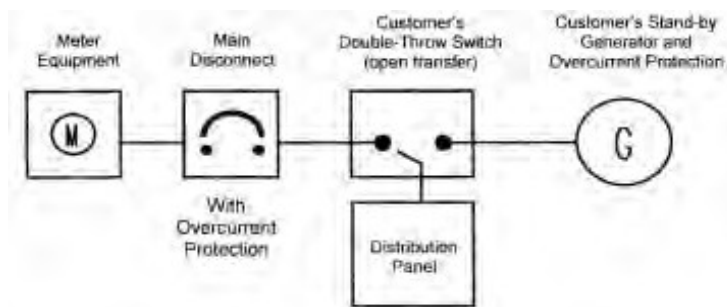 Meter
Equipment
Main
Disconnect
Customer's
Double-Throw Switch
(open transfer)
Customer's Stand-by
Generator and
Overcurrent Protection
M
G
With
Overcurrent
Protection
Distribution
Panel